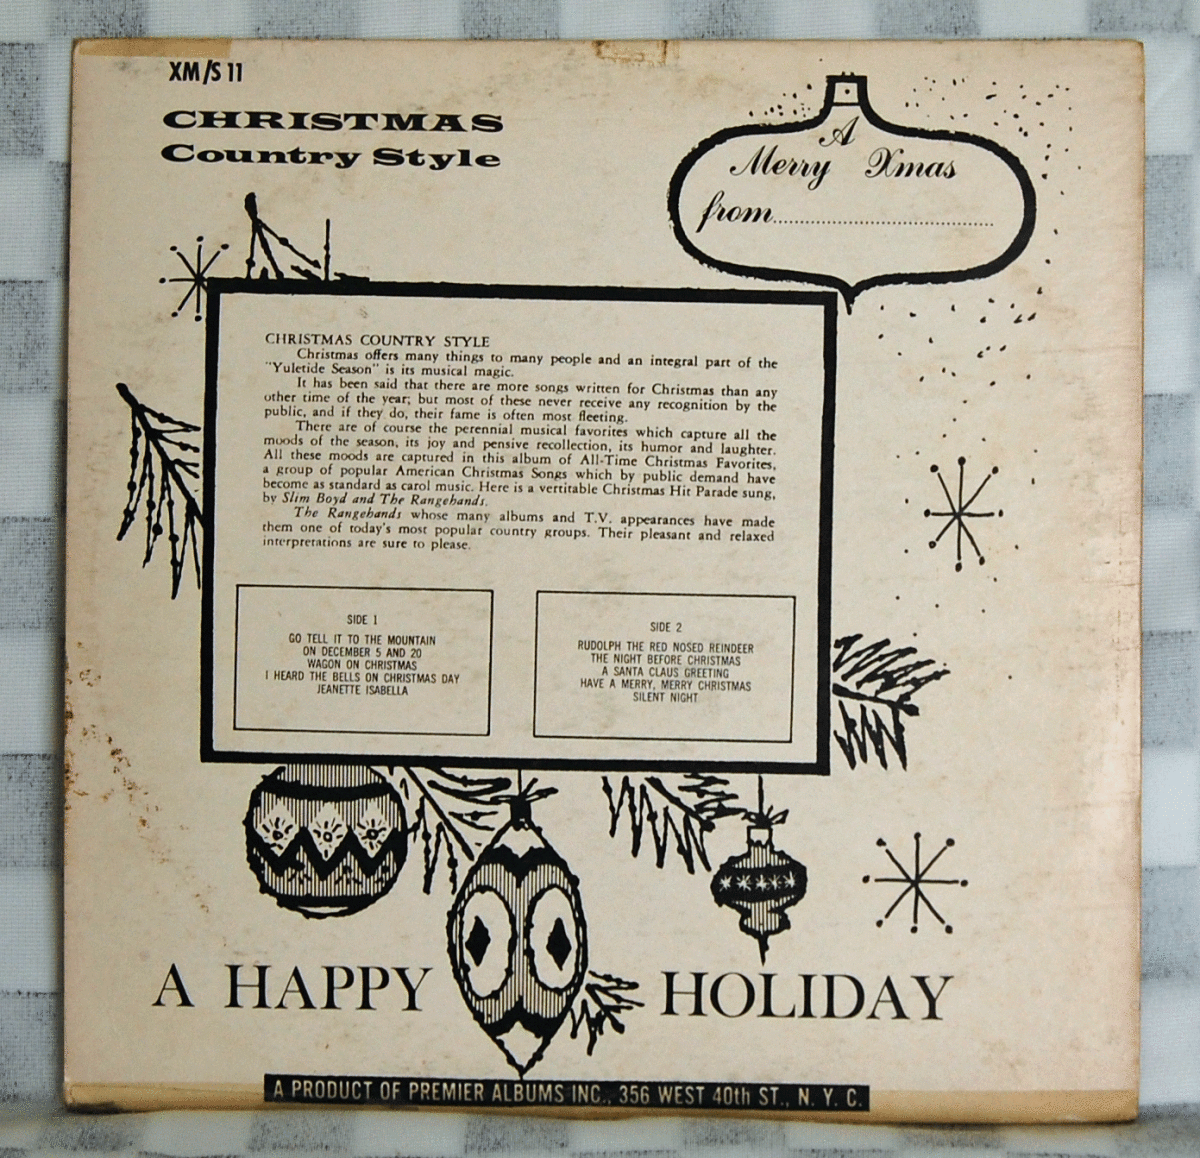 XM/S 11
CHRISTMAS
Country Style
A
Merry Xmas
from
CHRISTMAS COUNTRY STYLE
Christmas offers many things to many people and an integral part of the
"Yuletide Season" is its musical magic.
It has been said that there are more songs written for Christmas than any
other time of the year; but most of these never receive any recognition by the
public, and if they do, their fame is often most fleeting.
There are of course the perennial musical favorites which capture all the
moods of the season, its joy and pensive recollection, its humor and laughter.
All these moods are captured in this album of All-Time Christmas Favorites,
a group of popular American Christmas Songs which by public demand have
become as standard as carol music. Here is a vertitable Christmas Hit Parade sung,
by Slim Boyd and The Rangehands.
The Rangehands whose many albums and T.V. appearances have made
them one of today's most popular country groups. Their pleasant and relaxed
interpretations are sure to please.
SIDE 1
GO TELL IT TO THE MOUNTAIN
ON DECEMBER 5 AND 20
WAGON ON CHRISTMAS
I HEARD THE BELLS ON CHRISTMAS DAY
JEANETTE ISABELLA
SIDE 2
RUDOLPH THE RED NOSED REINDEER
THE NIGHT BEFORE CHRISTMAS
A SANTA CLAUS GREETING
HAVE A MERRY, MERRY CHRISTMAS
SILENT NIGHT
A HAPPY HOLIDAY
A PRODUCT OF PREMIER ALBUMS INC., 356 WEST 40th ST., N. Y. C.